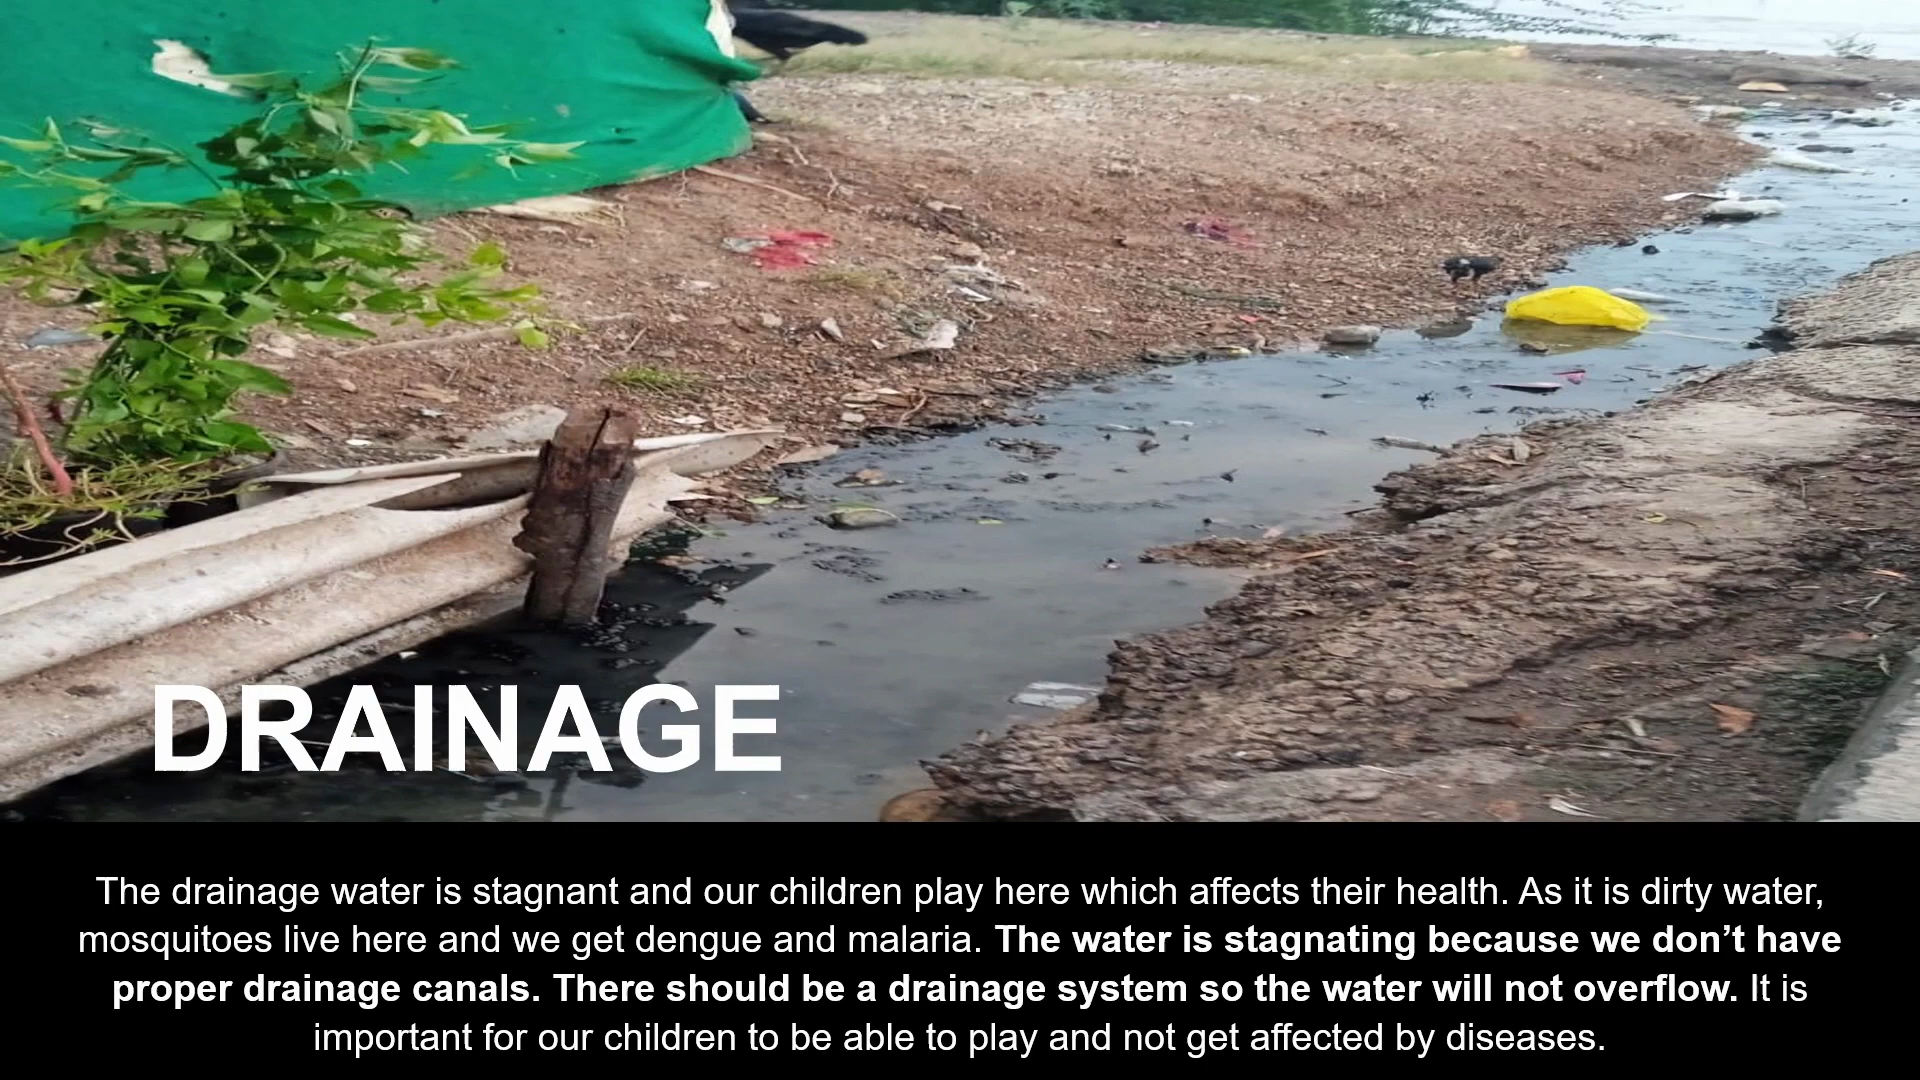 DRAINAGE
The drainage water is stagnant and our children play here which affects their health. As it is dirty water,
mosquitoes live here and we get dengue and malaria. The water is stagnating because we don’t have
proper drainage canals. There should be a drainage system so the water will not overflow. It is
important for our children to be able to play and not get affected by diseases.